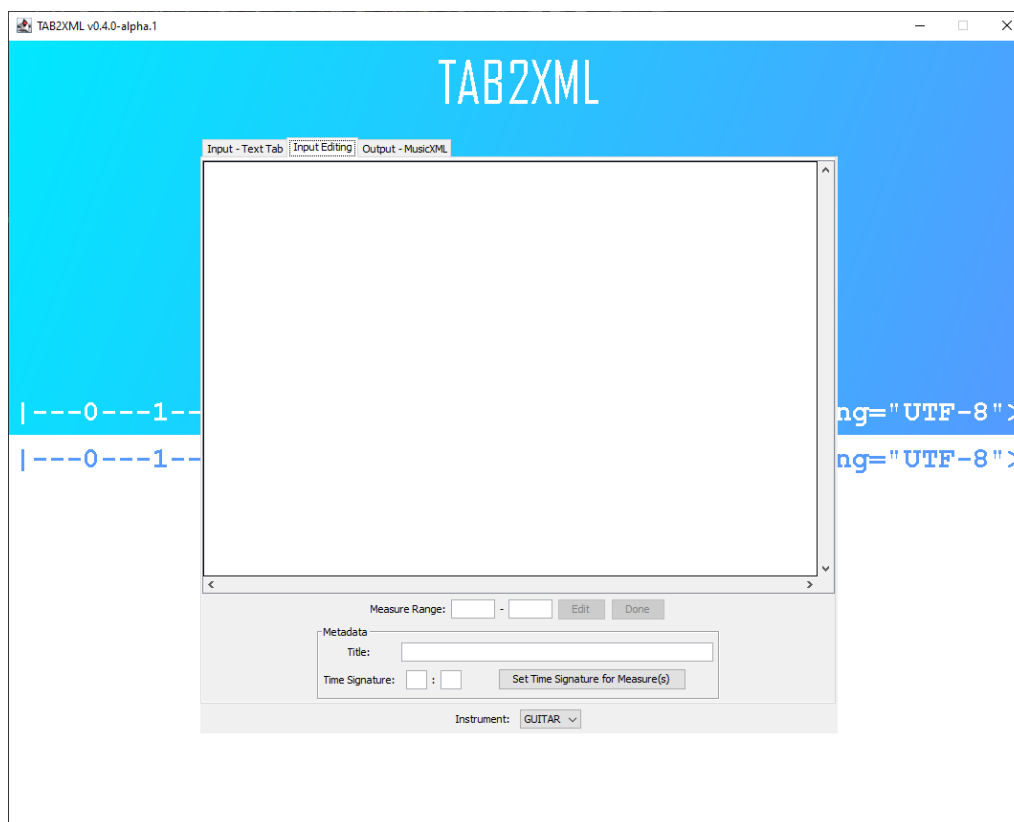 TAB2XML v0.4.0-alpha.1
TAB2XML
Input - Text Tab Input Editing Output - MusicXML
|---0---1-- ng="UTF-8">
|---0---1-- ng="UTF-8">
Measure Range: - Edit Done
Metadata
Title:
Time Signature: : Set Time Signature for Measure(s)
Instrument: GUITAR